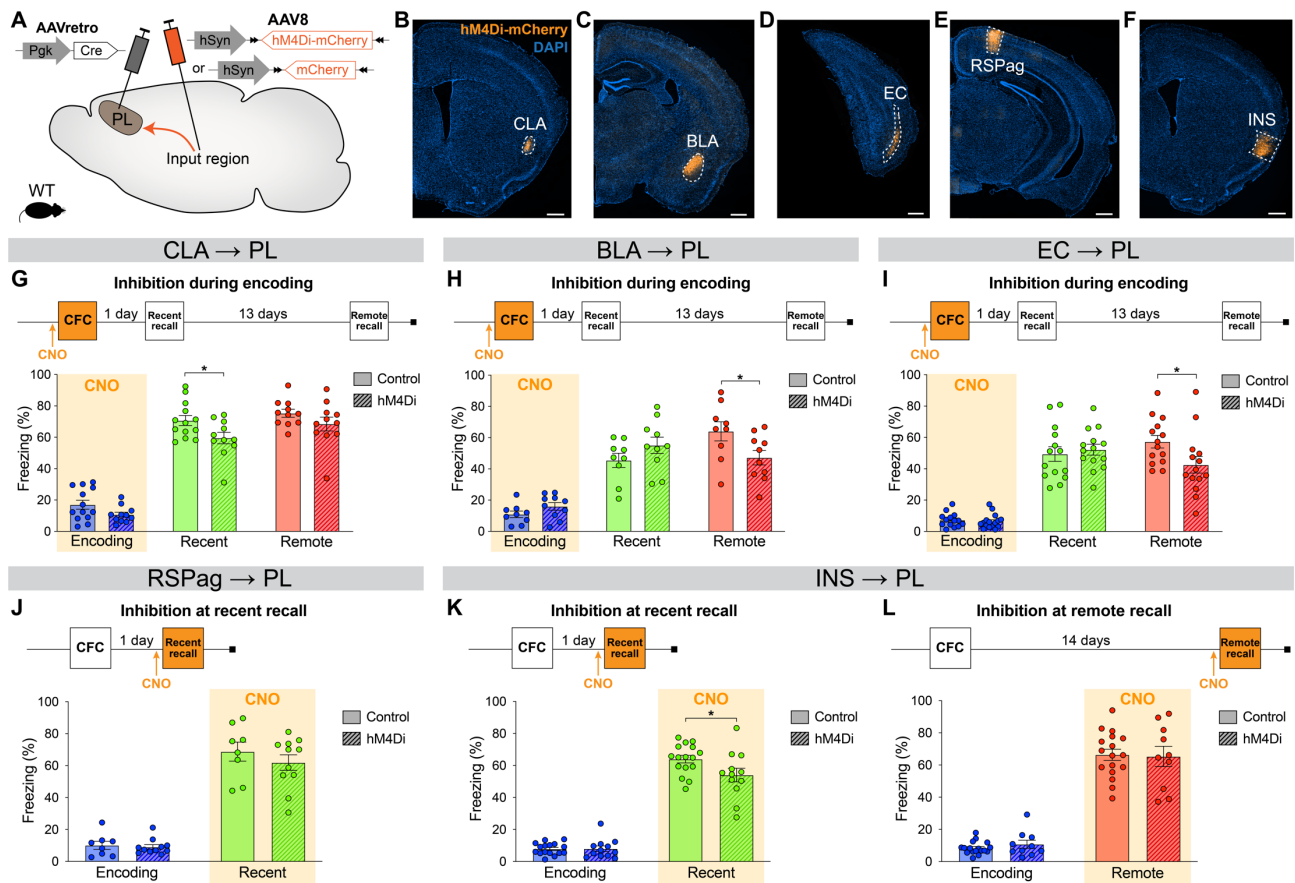 A
AAVretro
Pgk
Cre
AAV8
hSyn
hM4Di-mCherry
or
hSyn
mCherry
PL
Input region
WT
B
CLA
C
hM4Di-mCherry
DAPI
BLA
D
EC
E
RSPag
F
INS
CLA → PL
BLA → PL
EC → PL
G
Inhibition during encoding
CFC
1 day
Recent
recall
13 days
Remote
recall
CNO
CNO
Control
hM4Di
Freezing (%)
100
80
60
40
20
0
*
Encoding
Recent
Remote
H
Inhibition during encoding
CFC
1 day
Recent
recall
13 days
Remote
recall
CNO
CNO
Control
hM4Di
Freezing (%)
100
80
60
40
20
0
*
Encoding
Recent
Remote
I
Inhibition during encoding
CFC
1 day
Recent
recall
13 days
Remote
recall
CNO
CNO
Control
hM4Di
Freezing (%)
100
80
60
40
20
0
*
Encoding
Recent
Remote
RSPag → PL
INS → PL
J
Inhibition at recent recall
CFC
1 day
Recent
recall
CNO
CNO
Control
hM4Di
Freezing (%)
100
80
60
40
20
0
Encoding
Recent
K
Inhibition at recent recall
CFC
1 day
Recent
recall
CNO
CNO
Control
hM4Di
Freezing (%)
100
80
60
40
20
0
*
Encoding
Recent
L
Inhibition at remote recall
CFC
14 days
Remote
recall
CNO
CNO
Control
hM4Di
Freezing (%)
100
80
60
40
20
0
Encoding
Remote